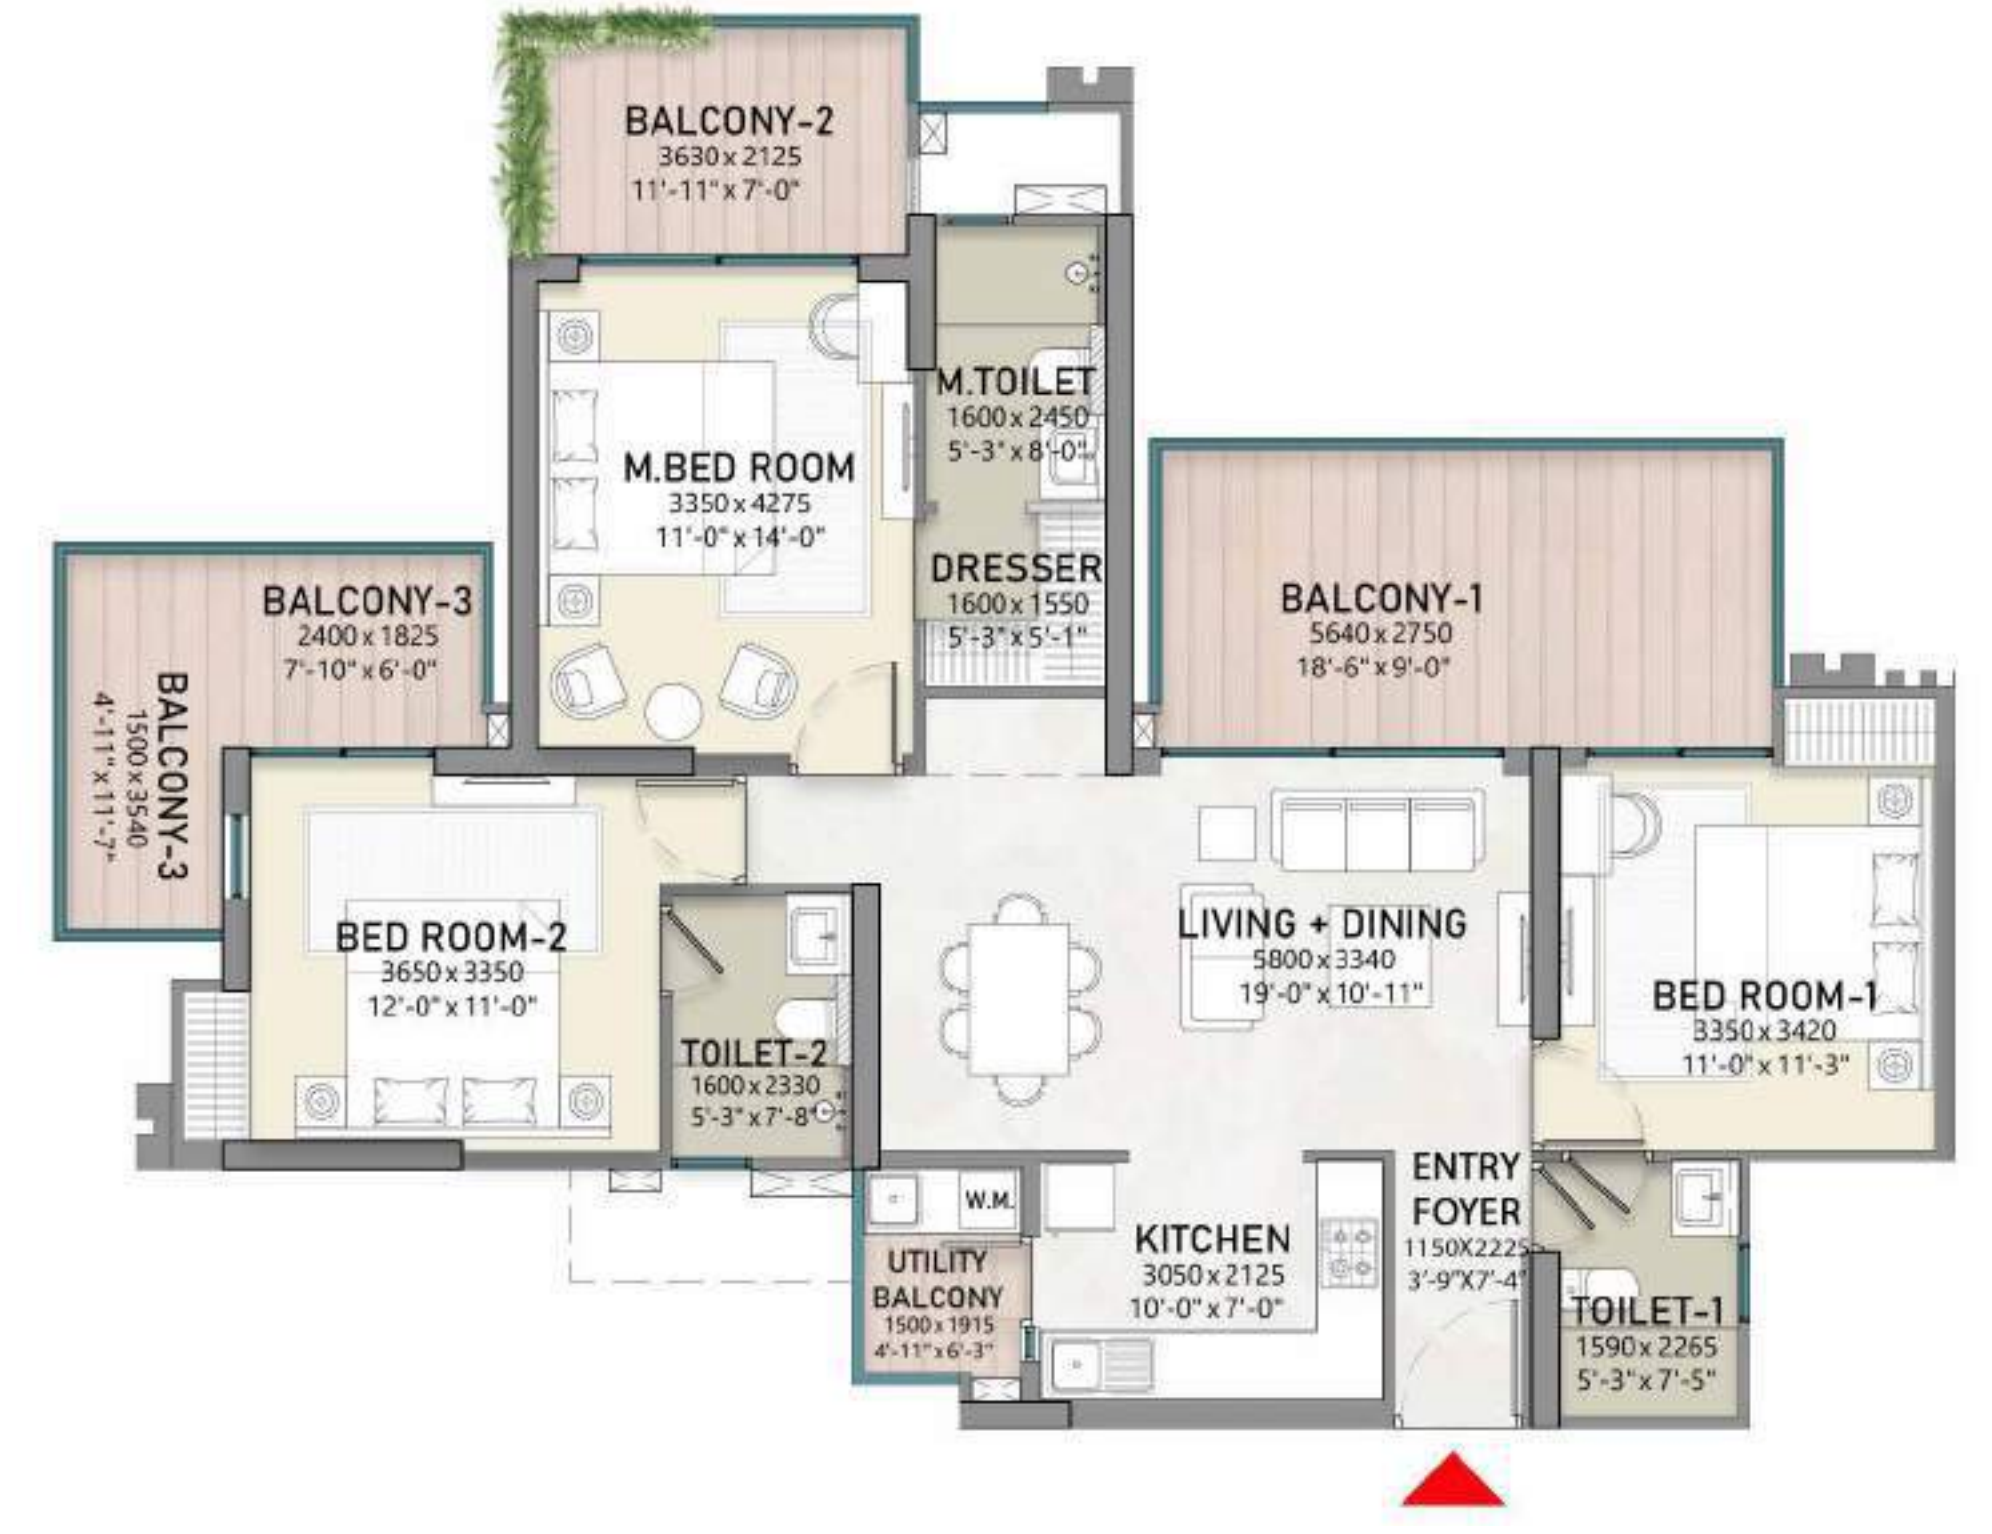 BALCONY-2
3630 x 2125
11'-11" x 7'-0"
M.TOILET
1600 x 2450
5'-3" x 8'-0"
M.BED ROOM
3350 x 4275
11'-0" x 14'-0"
DRESSER
1600 x 1550
5'-3" x 5'-1"
BALCONY-3
2400 x 1825
7'-10" x 6'-0"
BALCONY-3
1500 x 3540
4'-11" x 11'-7"
BALCONY-1
5640 x 2750
18'-6" x 9'-0"
BED ROOM-2
3650 x 3350
12'-0" x 11'-0"
LIVING + DINING
5800 x 3340
19'-0" x 10'-11"
BED ROOM-1
3350 x 3420
11'-0" x 11'-3"
TOILET-2
1600 x 2330
5'-3" x 7'-8"
W.M.
UTILITY
BALCONY
1500 x 1915
4'-11" x 6'-3"
KITCHEN
3050 x 2125
10'-0" x 7'-0"
ENTRY
FOYER
1150X2225
3'-9"X7'-4"
TOILET-1
1590 x 2265
5'-3" x 7'-5"